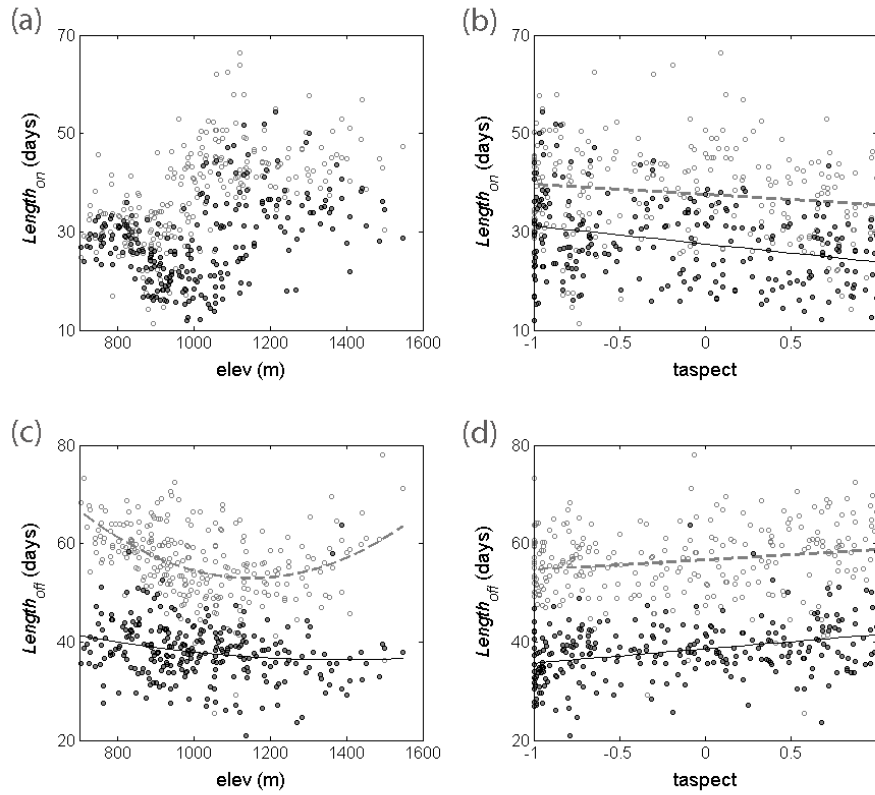 (a)
70
50
30
10
Length_on (days)
800 1000 1200 1400 1600
elev (m)
(b)
70
50
30
10
Length_on (days)
-1 -0.5 0 0.5
taspect
(c)
80
60
40
20
Length_off (days)
800 1000 1200 1400 1600
elev (m)
(d)
80
60
40
20
Length_off (days)
-1 -0.5 0 0.5
taspect